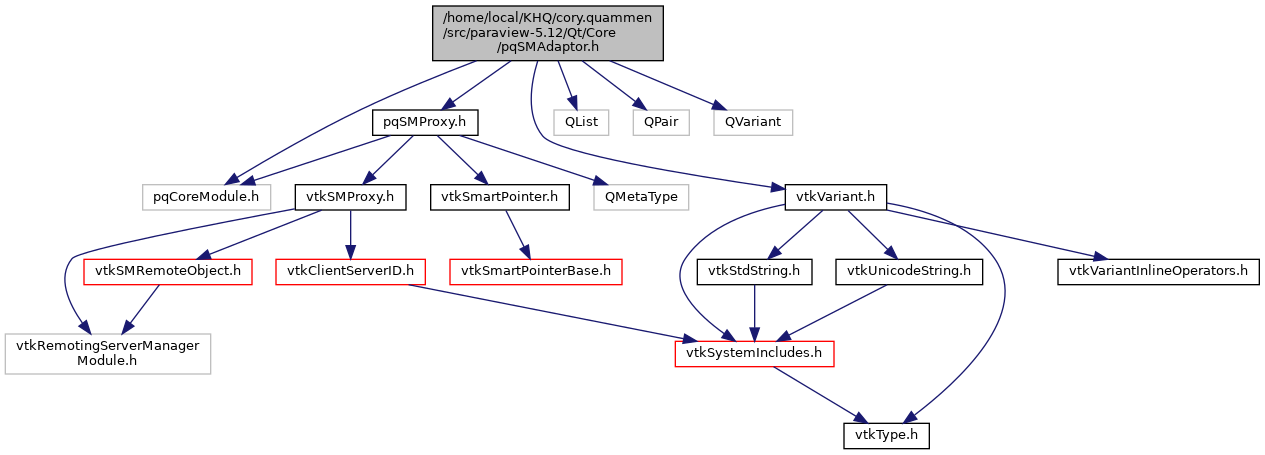 /home/local/KHQ/cory.quammen
/src/paraview-5.12/Qt/Core
/pqSMAdaptor.h
pqSMProxy.h
QList
QPair
QVariant
pqCoreModule.h
vtkSMProxy.h
vtkSmartPointer.h
QMetaType
vtkVariant.h
vtkSMRemoteObject.h
vtkClientServerID.h
vtkSmartPointerBase.h
vtkStdString.h
vtkUnicodeString.h
vtkVariantInlineOperators.h
vtkRemotingServerManager
Module.h
vtkSystemIncludes.h
vtkType.h